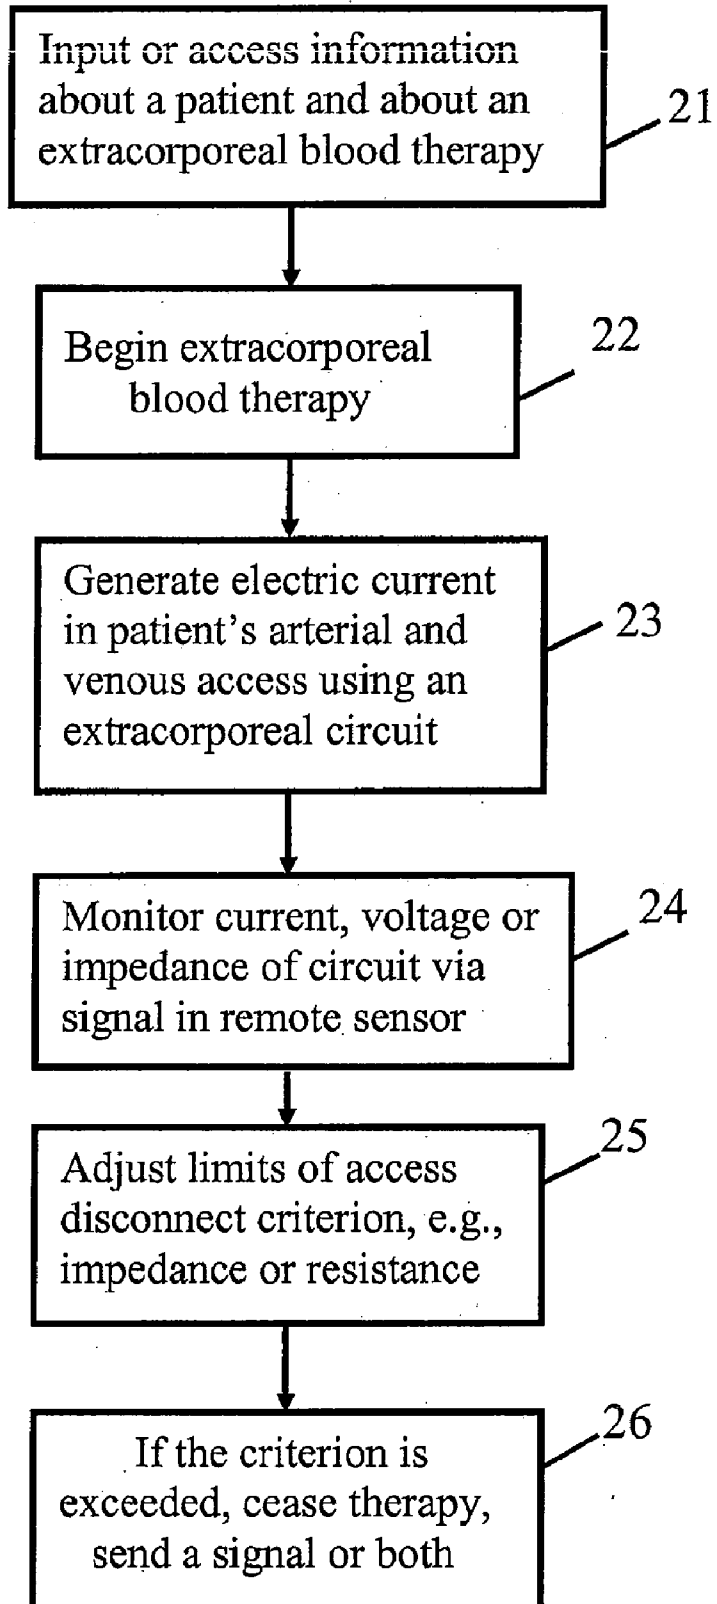 Input or access information
about a patient and about an
extracorporeal blood therapy
21
Begin extracorporeal
blood therapy
22
Generate electric current
in patient's arterial and
venous access using an
extracorporeal circuit
23
Monitor current, voltage or
impedance of circuit via
signal in remote sensor
24
Adjust limits of access
disconnect criterion, e.g.,
impedance or resistance
25
If the criterion is
exceeded, cease therapy,
send a signal or both
26